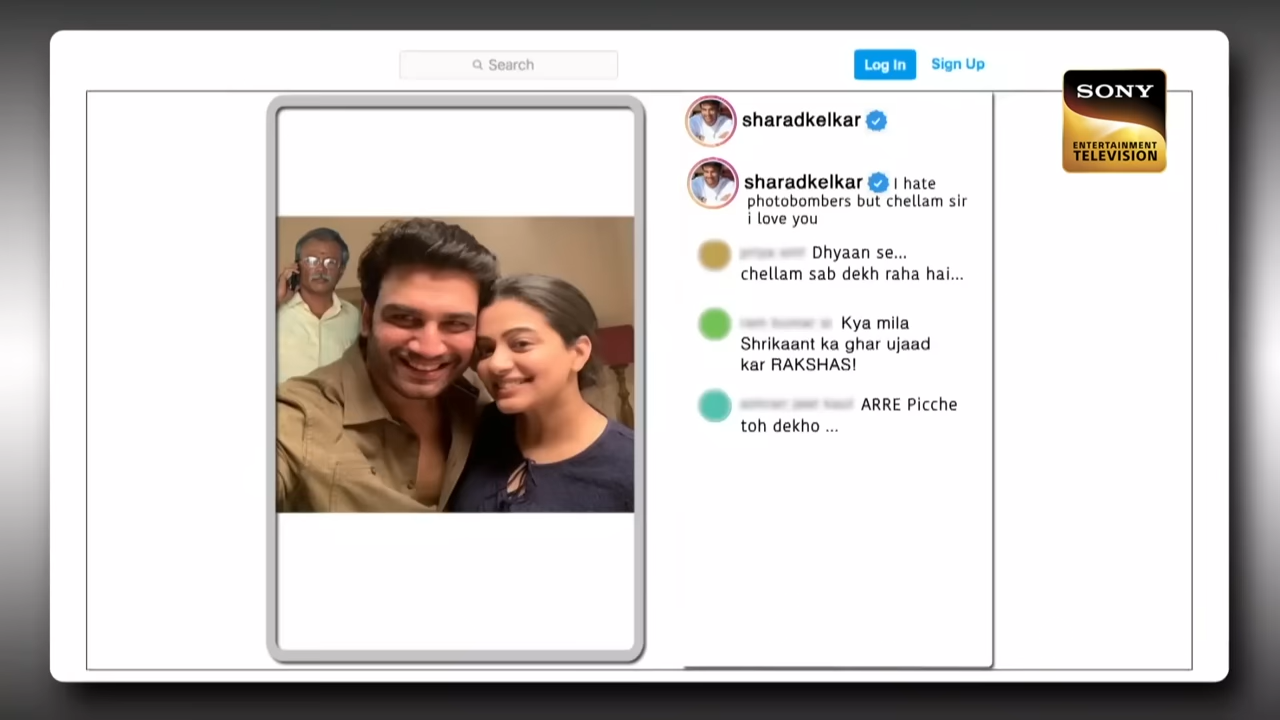 Search
Log In
Sign Up
SONY
ENTERTAINMENT
TELEVISION
sharadkelkar
sharadkelkar I hate
photobombers but chellam sir
i love you
Dhyaan se...
chellam sab dekh raha hai...
Kya mila
Shrikaant ka ghar ujaad
kar RAKSHAS!
ARRE Picche
toh dekho ...